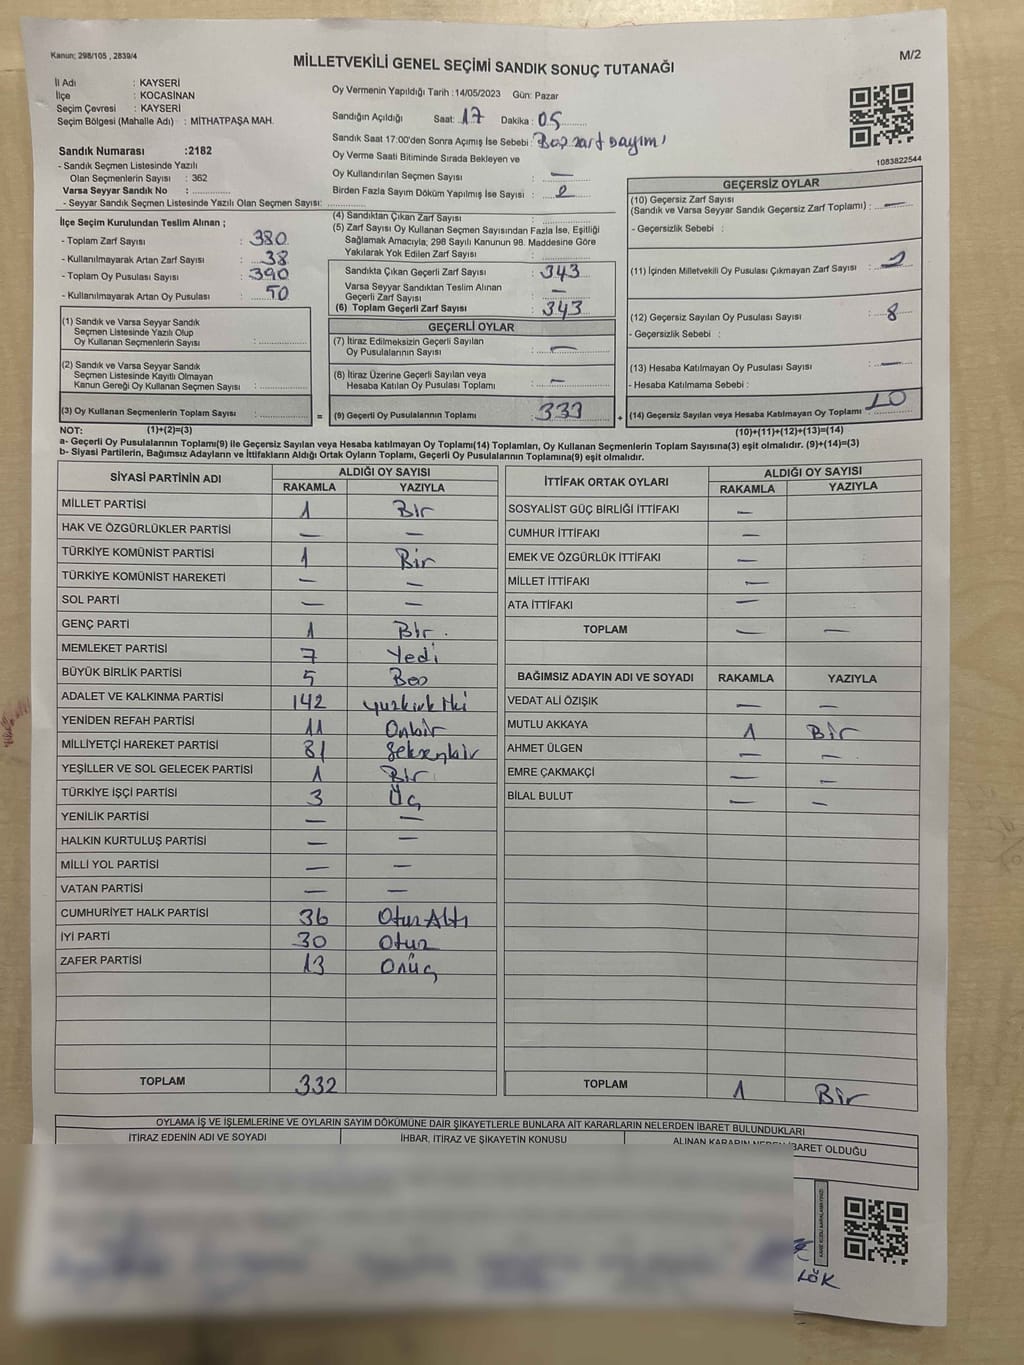 Kanun; 298/105 , 2839/4
MİLLETVEKİLİ GENEL SEÇİMİ SANDIK SONUÇ TUTANAĞI
M/2
İl Adı : KAYSERİ
İlçe : KOCASİNAN
Seçim Çevresi : KAYSERİ
Seçim Bölgesi (Mahalle Adı) : MİTHATPAŞA MAH.
Sandık Numarası :2182
- Sandık Seçmen Listesinde Yazılı
Olan Seçmenlerin Sayısı : 362
Varsa Seyyar Sandık No : ..............
- Seyyar Sandık Seçmen Listesinde Yazılı Olan Seçmen Sayısı: ..............
Oy Vermenin Yapıldığı Tarih :14/05/2023 Gün: Pazar
Sandığın Açıldığı Saat: 17 Dakika : 05
Sandık Saat 17:00'den Sonra Açımış İse Sebebi :
Oy Verme Saati Bitiminde Sırada Bekleyen ve
Oy Kullandırılan Seçmen Sayısı : —
Birden Fazla Sayım Döküm Yapılmış İse Sayısı :
1083822544
İlçe Seçim Kurulundan Teslim Alınan ;
- Toplam Zarf Sayısı : 380
- Kullanılmayarak Artan Zarf Sayısı : 38
- Toplam Oy Pusulası Sayısı : 390
- Kullanılmayarak Artan Oy Pusulası : 50
(1) Sandık ve Varsa Seyyar Sandık
Seçmen Listesinde Yazılı Olup
Oy Kullanan Seçmenlerin Sayısı : ..............
(2) Sandık ve Varsa Seyyar Sandık
Seçmen Listesinde Kayıtlı Olmayan
Kanun Gereği Oy Kullanan Seçmen Sayısı : ..............
(3) Oy Kullanan Seçmenlerin Toplam Sayısı : ..............
(4) Sandıktan Çıkan Zarf Sayısı : ..............
(5) Zarf Sayısı Oy Kullanan Seçmen Sayısından Fazla İse, Eşitliği
Sağlamak Amacıyla; 298 Sayılı Kanunun 98. Maddesine Göre
Yakılarak Yok Edilen Zarf Sayısı : ..............
Sandıkta Çıkan Geçerli Zarf Sayısı : 343
Varsa Seyyar Sandıktan Teslim Alınan
Geçerli Zarf Sayısı : —
(6) Toplam Geçerli Zarf Sayısı : 343
GEÇERLİ OYLAR
(7) İtiraz Edilmeksizin Geçerli Sayılan
Oy Pusulalarının Sayısı : —
(8) İtiraz Üzerine Geçerli Sayılan veya
Hesaba Katılan Oy Pusulası Toplamı : —
= (9) Geçerli Oy Pusulalarının Toplamı : 333 +
GEÇERSİZ OYLAR
(10) Geçersiz Zarf Sayısı
(Sandık ve Varsa Seyyar Sandık Geçersiz Zarf Toplamı) : —
- Geçersizlik Sebebi :
(11) İçinden Milletvekili Oy Pusulası Çıkmayan Zarf Sayısı :
(12) Geçersiz Sayılan Oy Pusulası Sayısı : 8
- Geçersizlik Sebebi :
(13) Hesaba Katılmayan Oy Pusulası Sayısı : —
- Hesaba Katılmama Sebebi :
(14) Geçersiz Sayılan veya Hesaba Katılmayan Oy Toplamı : 10
NOT: (1)+(2)=(3)
(10)+(11)+(12)+(13)=(14)
a- Geçerli Oy Pusulalarının Toplamı(9) ile Geçersiz Sayılan veya Hesaba katılmayan Oy Toplamı(14) Toplamları, Oy Kullanan Seçmenlerin Toplam Sayısına(3) eşit olmalıdır. (9)+(14)=(3)
b- Siyasi Partilerin, Bağımsız Adayların ve İttifakların Aldığı Ortak Oyların Toplamı, Geçerli Oy Pusulalarının Toplamına(9) eşit olmalıdır.
SİYASİ PARTİNİN ADI ALDIĞI OY SAYISI
RAKAMLA YAZIYLA
MİLLET PARTİSİ 1 Bir
HAK VE ÖZGÜRLÜKLER PARTİSİ — —
TÜRKİYE KOMÜNİST PARTİSİ 1 Bir
TÜRKİYE KOMÜNİST HAREKETİ — —
SOL PARTİ — —
GENÇ PARTİ 1 Bir.
MEMLEKET PARTİSİ 7 Yedi
BÜYÜK BİRLİK PARTİSİ 5 Beş
ADALET VE KALKINMA PARTİSİ 142 Yüzkırkiki
YENİDEN REFAH PARTİSİ 11 Onbir
MİLLİYETÇİ HAREKET PARTİSİ 81 Seksenbir
YEŞİLLER VE SOL GELECEK PARTİSİ 1 Bir
TÜRKİYE İŞÇİ PARTİSİ 3 Üç
YENİLİK PARTİSİ — —
HALKIN KURTULUŞ PARTİSİ — —
MİLLİ YOL PARTİSİ — —
VATAN PARTİSİ — —
CUMHURİYET HALK PARTİSİ 36 OtuzAltı
İYİ PARTİ 30 Otuz
ZAFER PARTİSİ 13 Onüç
TOPLAM 332
İTTİFAK ORTAK OYLARI ALDIĞI OY SAYISI
RAKAMLA YAZIYLA
SOSYALİST GÜÇ BİRLİĞİ İTTİFAKI —
CUMHUR İTTİFAKI —
EMEK VE ÖZGÜRLÜK İTTİFAKI —
MİLLET İTTİFAKI —
ATA İTTİFAKI —
TOPLAM — —
BAĞIMSIZ ADAYIN ADI VE SOYADI RAKAMLA YAZIYLA
VEDAT ALİ ÖZIŞIK — —
MUTLU AKKAYA 1 Bir
AHMET ÜLGEN — —
EMRE ÇAKMAKÇİ — —
BİLAL BULUT — —
TOPLAM 1 Bir
OYLAMA İŞ VE İŞLEMLERİNE VE OYLARIN SAYIM DÖKÜMÜNE DAİR ŞİKAYETLERLE BUNLARA AİT KARARLARIN NELERDEN İBARET BULUNDUKLARI
İTİRAZ EDENİN ADI VE SOYADI İHBAR, İTİRAZ VE ŞİKAYETİN KONUSU ALINAN KARARIN NEDEN İBARET OLDUĞU